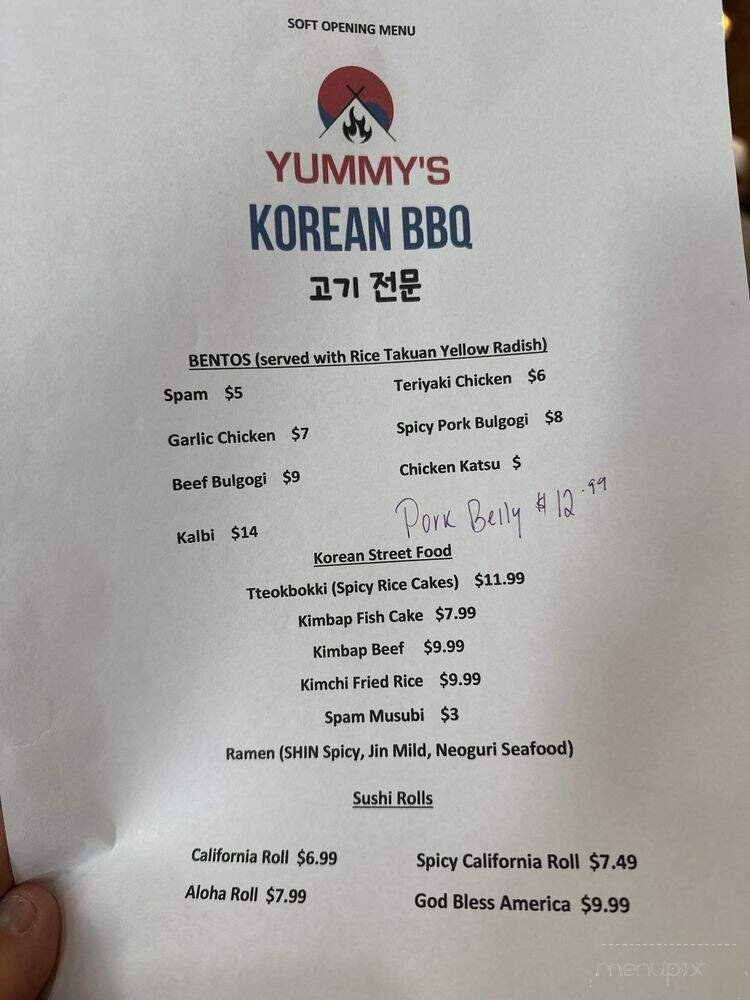 SOFT OPENING MENU
YUMMY'S
KOREAN BBQ
고기 전문
BENTOS (served with Rice Takuan Yellow Radish)
Spam $5
Teriyaki Chicken $6
Garlic Chicken $7
Spicy Pork Bulgogi $8
Beef Bulgogi $9
Chicken Katsu $
Kalbi $14
Pork Belly $12.99
Korean Street Food
Tteokbokki (Spicy Rice Cakes) $11.99
Kimbap Fish Cake $7.99
Kimbap Beef $9.99
Kimchi Fried Rice $9.99
Spam Musubi $3
Ramen (SHIN Spicy, Jin Mild, Neoguri Seafood)
Sushi Rolls
California Roll $6.99
Spicy California Roll $7.49
Aloha Roll $7.99
God Bless America $9.99
menupix